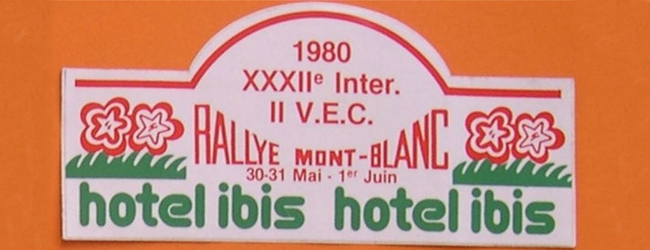 1980
XXXIIe Inter.
II V.E.C.
RALLYE MONT-BLANC
30-31 Mai - 1er Juin
hotel ibis hotel ibis